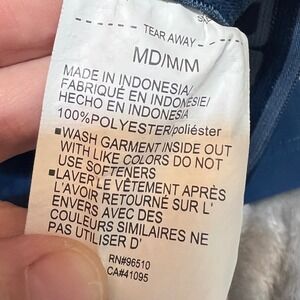 TEAR AWAY
MD/M/M
MADE IN INDONESIA/
FABRIQUÉ EN INDONÉSIE/
HECHO EN INDONESIA
100%POLYESTER/poliéster
■WASH GARMENT INSIDE OUT
WITH LIKE COLORS DO NOT
USE SOFTENERS
■LAVER LE VÊTEMENT APRÈS
L'AVOIR RETOURNÉ SUR L'
ENVERS AVEC DES
COULEURS SIMILAIRES NE
PAS UTILISER D'
RN#96510
CA#41095